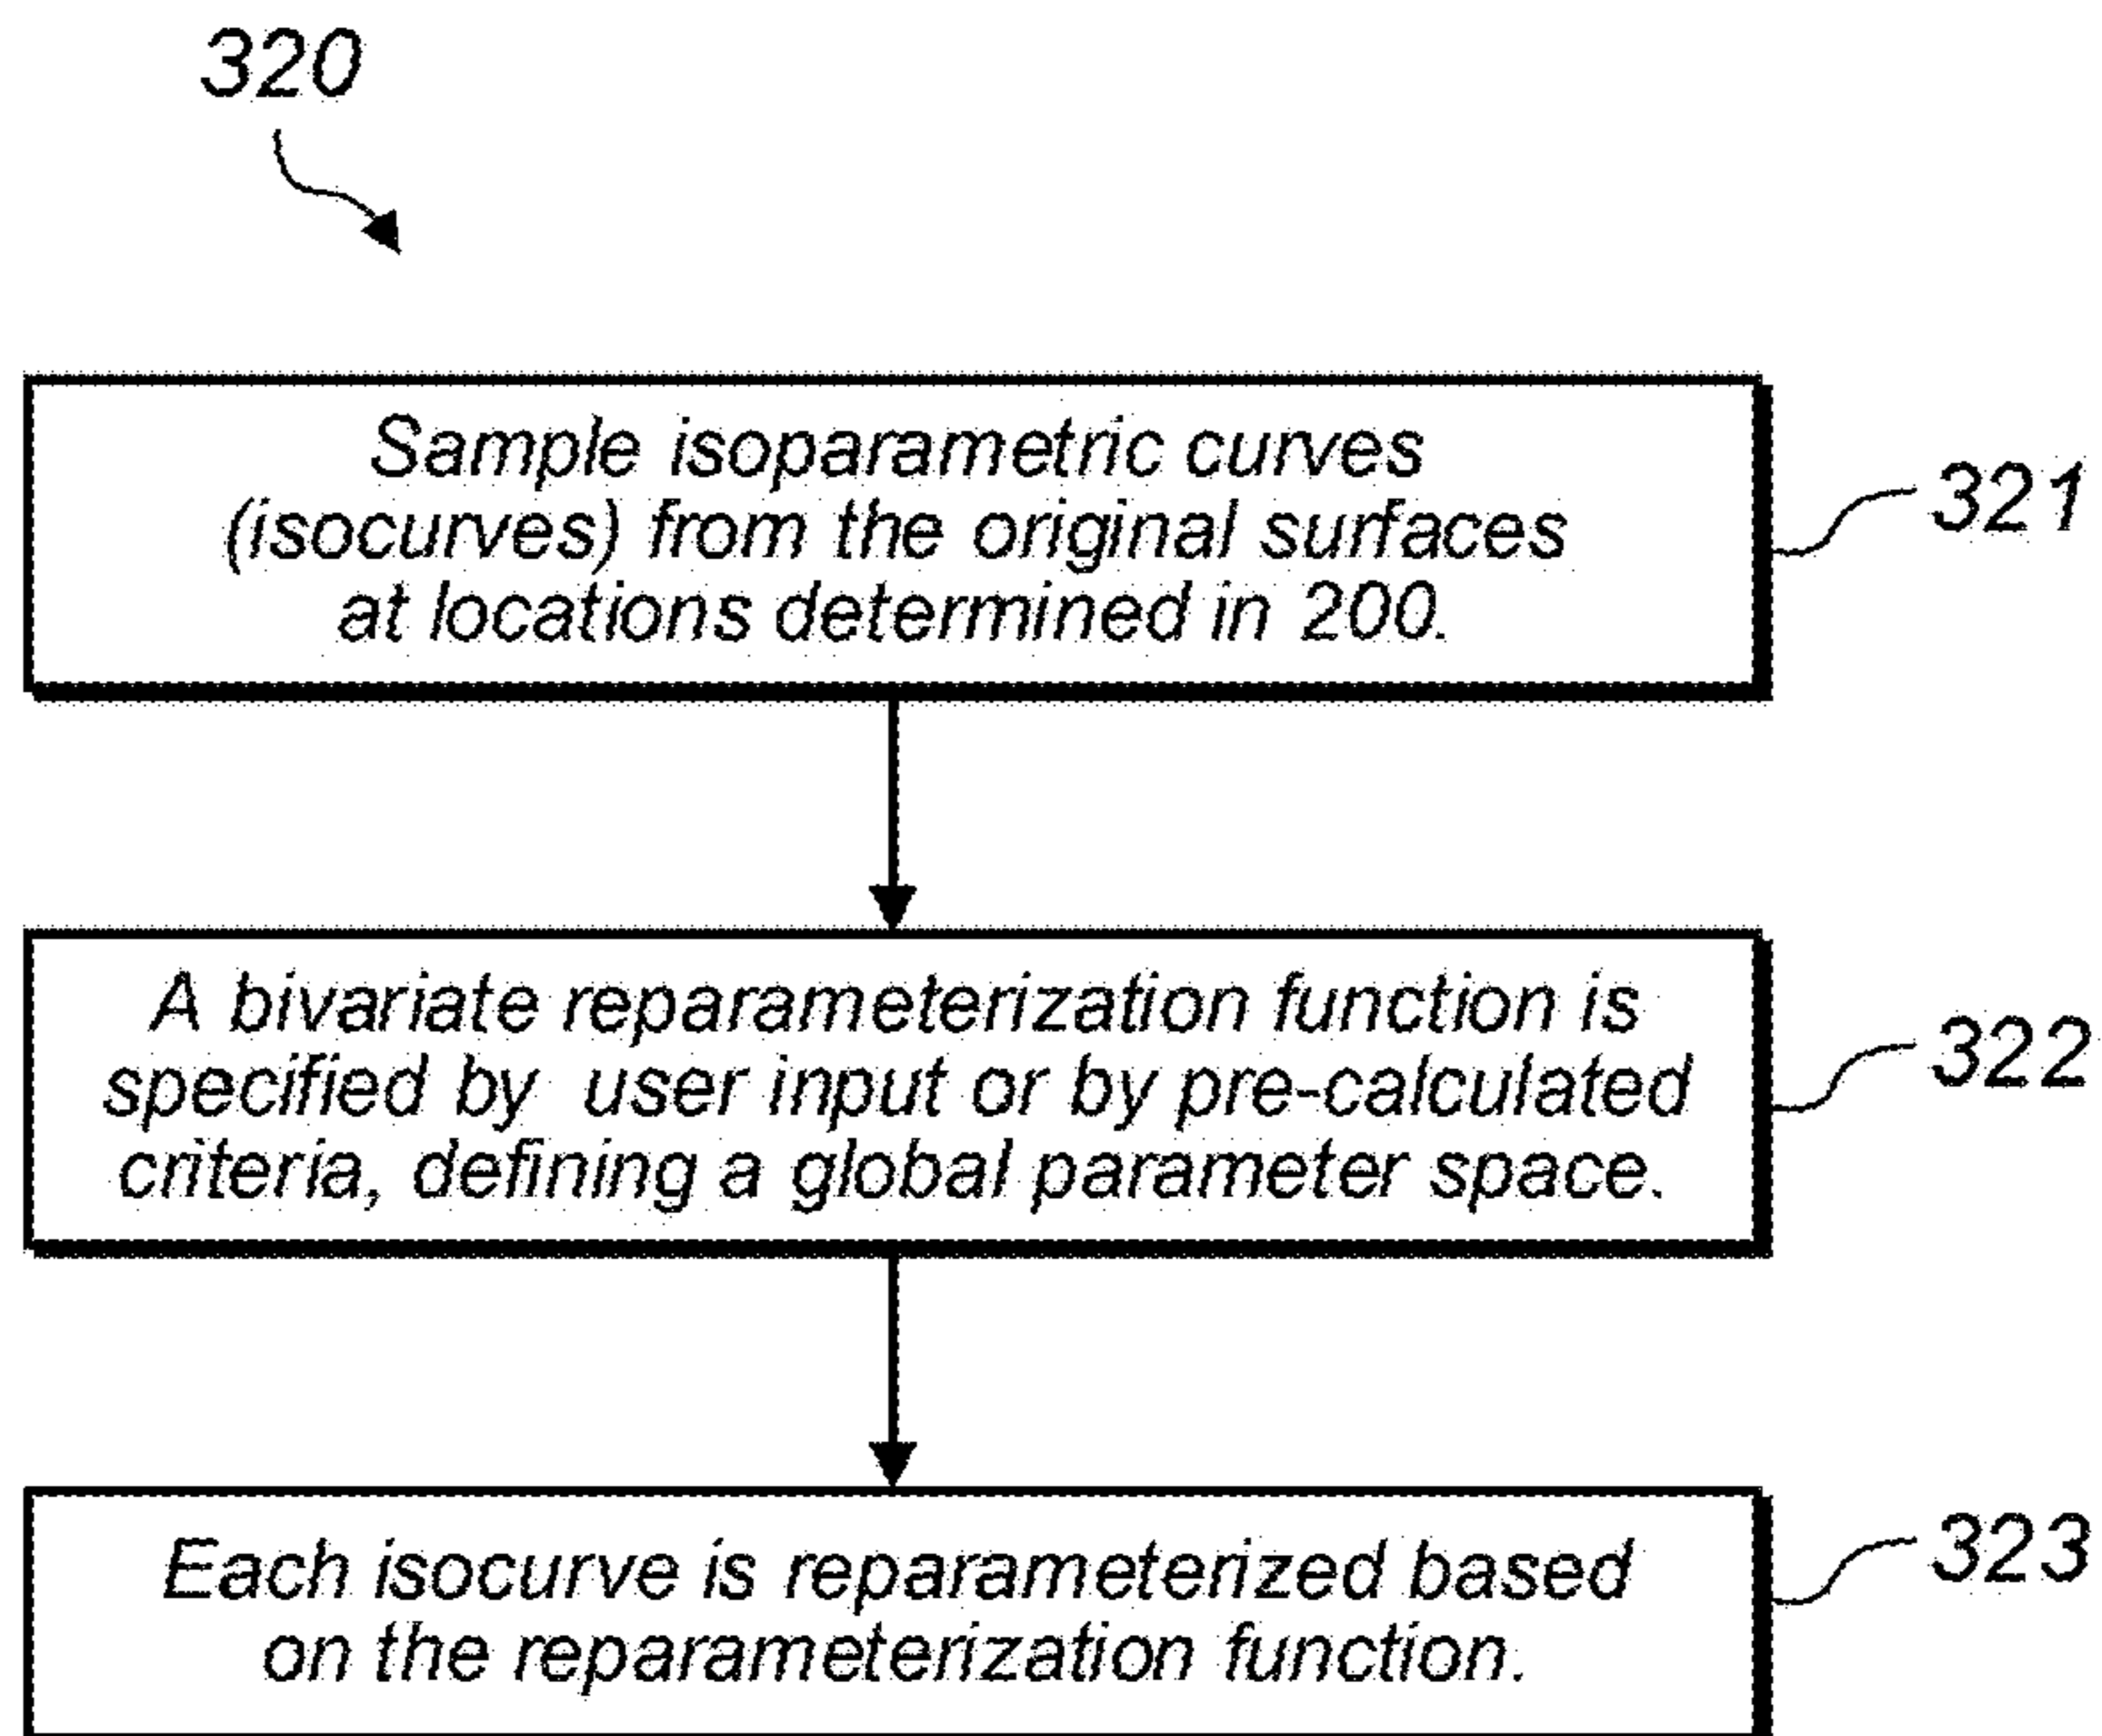 320
Sample isoparametric curves
(isocurves) from the original surfaces
at locations determined in 200.
321
A bivariate reparameterization function is
specified by user input or by pre-calculated
criteria, defining a global parameter space.
322
Each isocurve is reparameterized based
on the reparameterization function.
323